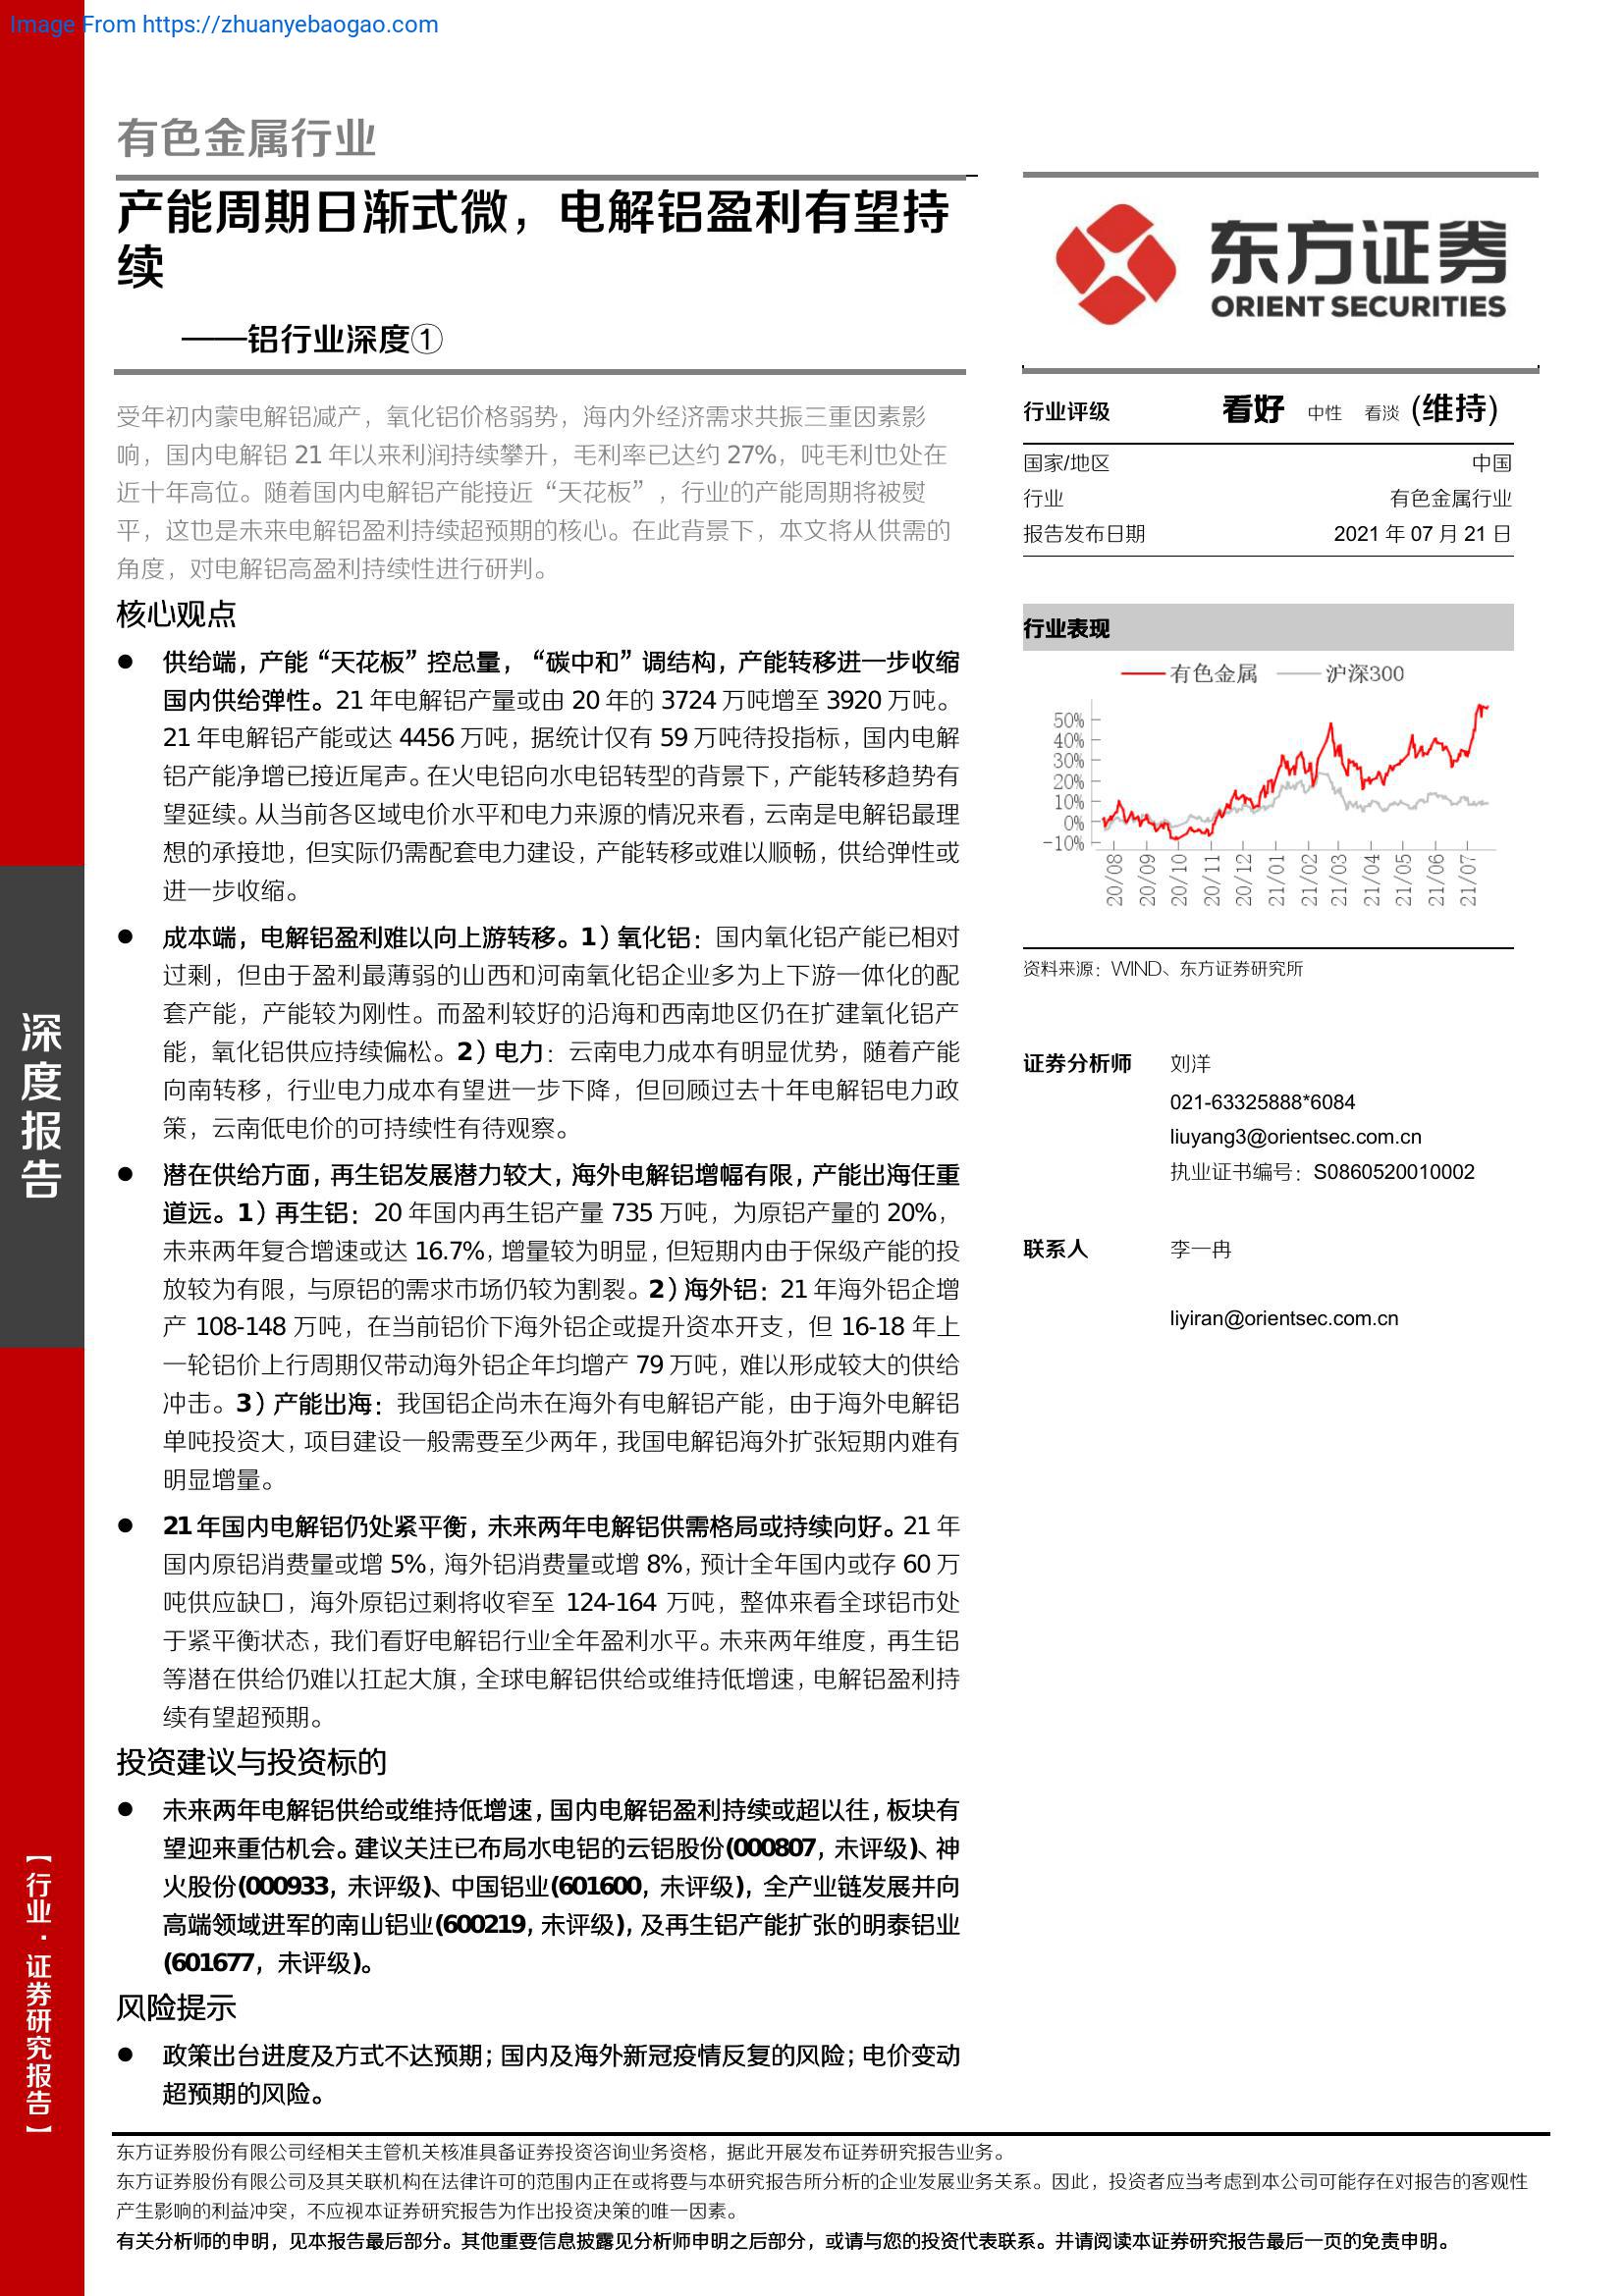 Image From https://zhuanyebaogao.com
有色金属行业
产能周期日渐式微，电解铝盈利有望持
续
——铝行业深度①
受年初内蒙电解铝减产，氧化铝价格弱势，海内外经济需求共振三重因素影
响，国内电解铝 21 年以来利润持续攀升，毛利率已达约 27%，吨毛利也处在
近十年高位。随着国内电解铝产能接近“天花板”，行业的产能周期将被熨
平，这也是未来电解铝盈利持续超预期的核心。在此背景下，本文将从供需的
角度，对电解铝高盈利持续性进行研判。
核心观点
● 供给端，产能“天花板”控总量，“碳中和”调结构，产能转移进一步收缩
国内供给弹性。21 年电解铝产量或由 20 年的 3724 万吨增至 3920 万吨。
21 年电解铝产能或达 4456 万吨，据统计仅有 59 万吨待投指标，国内电解
铝产能净增已接近尾声。在火电铝向水电铝转型的背景下，产能转移趋势有
望延续。从当前各区域电价水平和电力来源的情况来看，云南是电解铝最理
想的承接地，但实际仍需配套电力建设，产能转移或难以顺畅，供给弹性或
进一步收缩。
● 成本端，电解铝盈利难以向上游转移。1）氧化铝：国内氧化铝产能已相对
过剩，但由于盈利最薄弱的山西和河南氧化铝企业多为上下游一体化的配
套产能，产能较为刚性。而盈利较好的沿海和西南地区仍在扩建氧化铝产
能，氧化铝供应持续偏松。2）电力：云南电力成本有明显优势，随着产能
向南转移，行业电力成本有望进一步下降，但回顾过去十年电解铝电力政
策，云南低电价的可持续性有待观察。
● 潜在供给方面，再生铝发展潜力较大，海外电解铝增幅有限，产能出海任重
道远。1）再生铝：20 年国内再生铝产量 735 万吨，为原铝产量的 20%，
未来两年复合增速或达 16.7%，增量较为明显，但短期内由于保级产能的投
放较为有限，与原铝的需求市场仍较为割裂。2）海外铝：21 年海外铝企增
产 108-148 万吨，在当前铝价下海外铝企或提升资本开支，但 16-18 年上
一轮铝价上行周期仅带动海外铝企年均增产 79 万吨，难以形成较大的供给
冲击。3）产能出海：我国铝企尚未在海外有电解铝产能，由于海外电解铝
单吨投资大，项目建设一般需要至少两年，我国电解铝海外扩张短期内难有
明显增量。
● 21 年国内电解铝仍处紧平衡，未来两年电解铝供需格局或持续向好。21 年
国内原铝消费量或增 5%，海外铝消费量或增 8%，预计全年国内或存 60 万
吨供应缺口，海外原铝过剩将收窄至 124-164 万吨，整体来看全球铝市处
于紧平衡状态，我们看好电解铝行业全年盈利水平。未来两年维度，再生铝
等潜在供给仍难以扛起大旗，全球电解铝供给或维持低增速，电解铝盈利持
续有望超预期。
投资建议与投资标的
● 未来两年电解铝供给或维持低增速，国内电解铝盈利持续或超以往，板块有
望迎来重估机会。建议关注已布局水电铝的云铝股份(000807，未评级)、神
火股份(000933，未评级)、中国铝业(601600，未评级)，全产业链发展并向
高端领域进军的南山铝业(600219，未评级)，及再生铝产能扩张的明泰铝业
(601677，未评级)。
风险提示
● 政策出台进度及方式不达预期；国内及海外新冠疫情反复的风险；电价变动
超预期的风险。
东方证券
ORIENT SECURITIES
行业评级 看好 中性 看淡 (维持)
国家/地区 中国
行业 有色金属行业
报告发布日期 2021 年 07 月 21 日
行业表现
有色金属 沪深300
50%
40%
30%
20%
10%
0%
-10%
20/08 20/09 20/10 20/11 20/12 21/01 21/02 21/03 21/04 21/05 21/06 21/07
资料来源：WIND、东方证券研究所
证券分析师 刘洋
021-63325888*6084
liuyang3@orientsec.com.cn
执业证书编号：S0860520010002
联系人 李一冉
liyiran@orientsec.com.cn
深度报告
【行业·证券研究报告】
东方证券股份有限公司经相关主管机关核准具备证券投资咨询业务资格，据此开展发布证券研究报告业务。
东方证券股份有限公司及其关联机构在法律许可的范围内正在或将要与本研究报告所分析的企业发展业务关系。因此，投资者应当考虑到本公司可能存在对报告的客观性
产生影响的利益冲突，不应视本证券研究报告为作出投资决策的唯一因素。
有关分析师的申明，见本报告最后部分。其他重要信息披露见分析师申明之后部分，或请与您的投资代表联系。并请阅读本证券研究报告最后一页的免责申明。